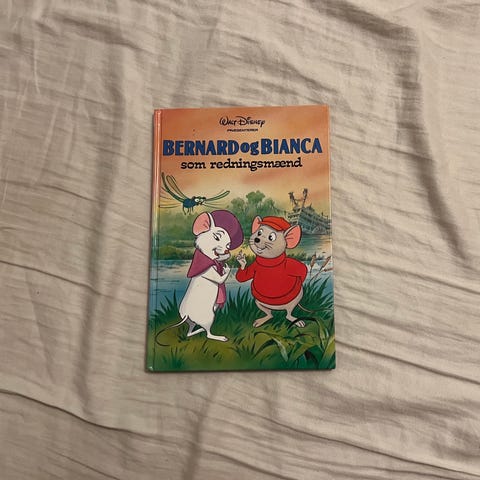 WALT DISNEY
PRÆSENTERER
BERNARD og BIANCA
som redningsmænd